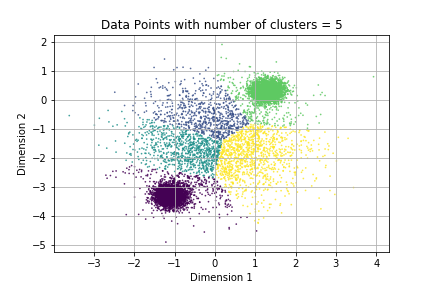 Data Points with number of clusters = 5
2
1
0
−1
−2
−3
−4
−5
Dimension 2
−3 −2 −1 0 1 2 3 4
Dimension 1